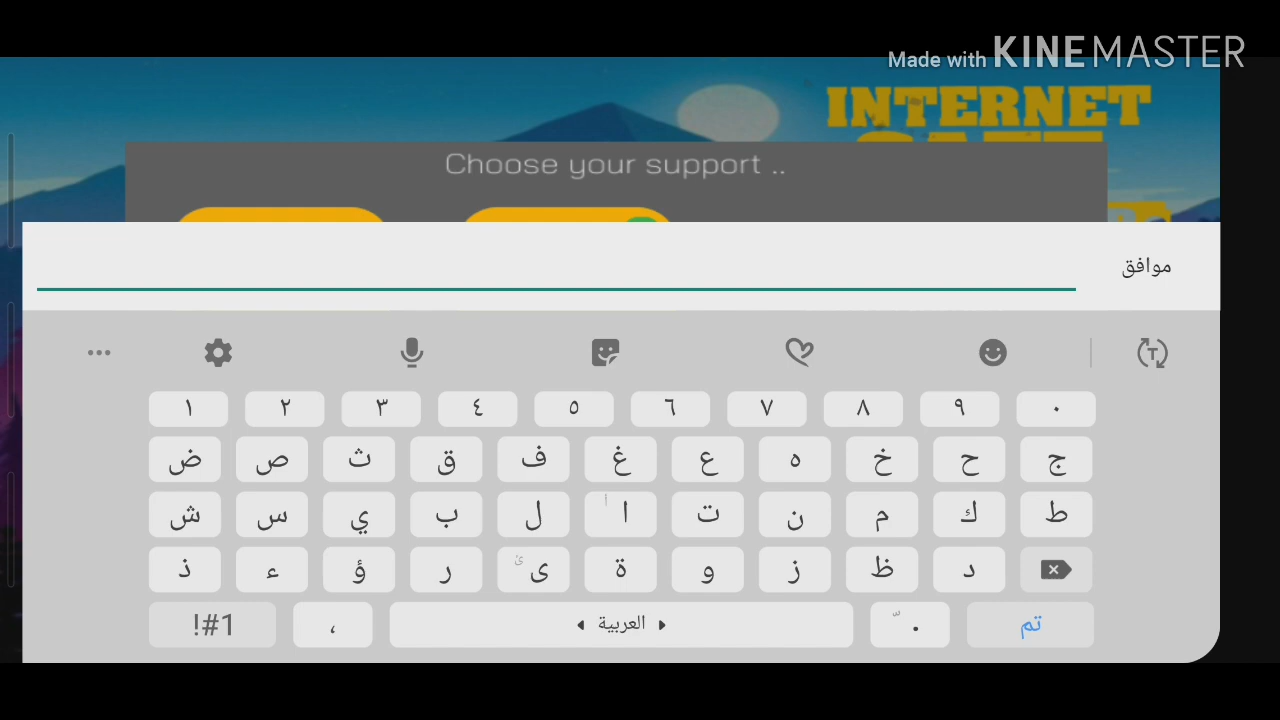 Made with KINEMASTER
INTERNET
CAFE
Choose your support ..
موافق
١ ٢ ٣ ٤ ٥ ٦ ٧ ٨ ٩ ٠
ض ص ث ق ف غ ع ه خ ح ج
ش س ي ب ل ا أ ت ن م ك ط
ذ ء ؤ ر ى ئ ة و ز ظ د
!#1 ، العربية . تم